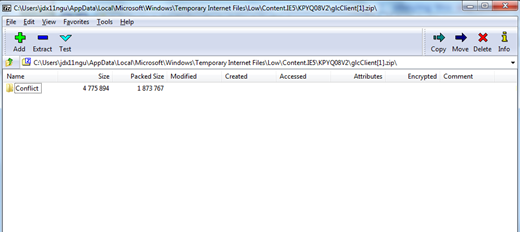 C:\Users\jdx11ngu\AppData\Local\Microsoft\Windows\Temporary Internet Files\Low\Content.IE5\KPYQ08V2\glcClient[1].zip\
File Edit View Favorites Tools Help
Add Extract Test Copy Move Delete Info
C:\Users\jdx11ngu\AppData\Local\Microsoft\Windows\Temporary Internet Files\Low\Content.IE5\KPYQ08V2\glcClient[1].zip\
Name Size Packed Size Modified Created Accessed Attributes Encrypted Comment
Conflict 4 775 894 1 873 767